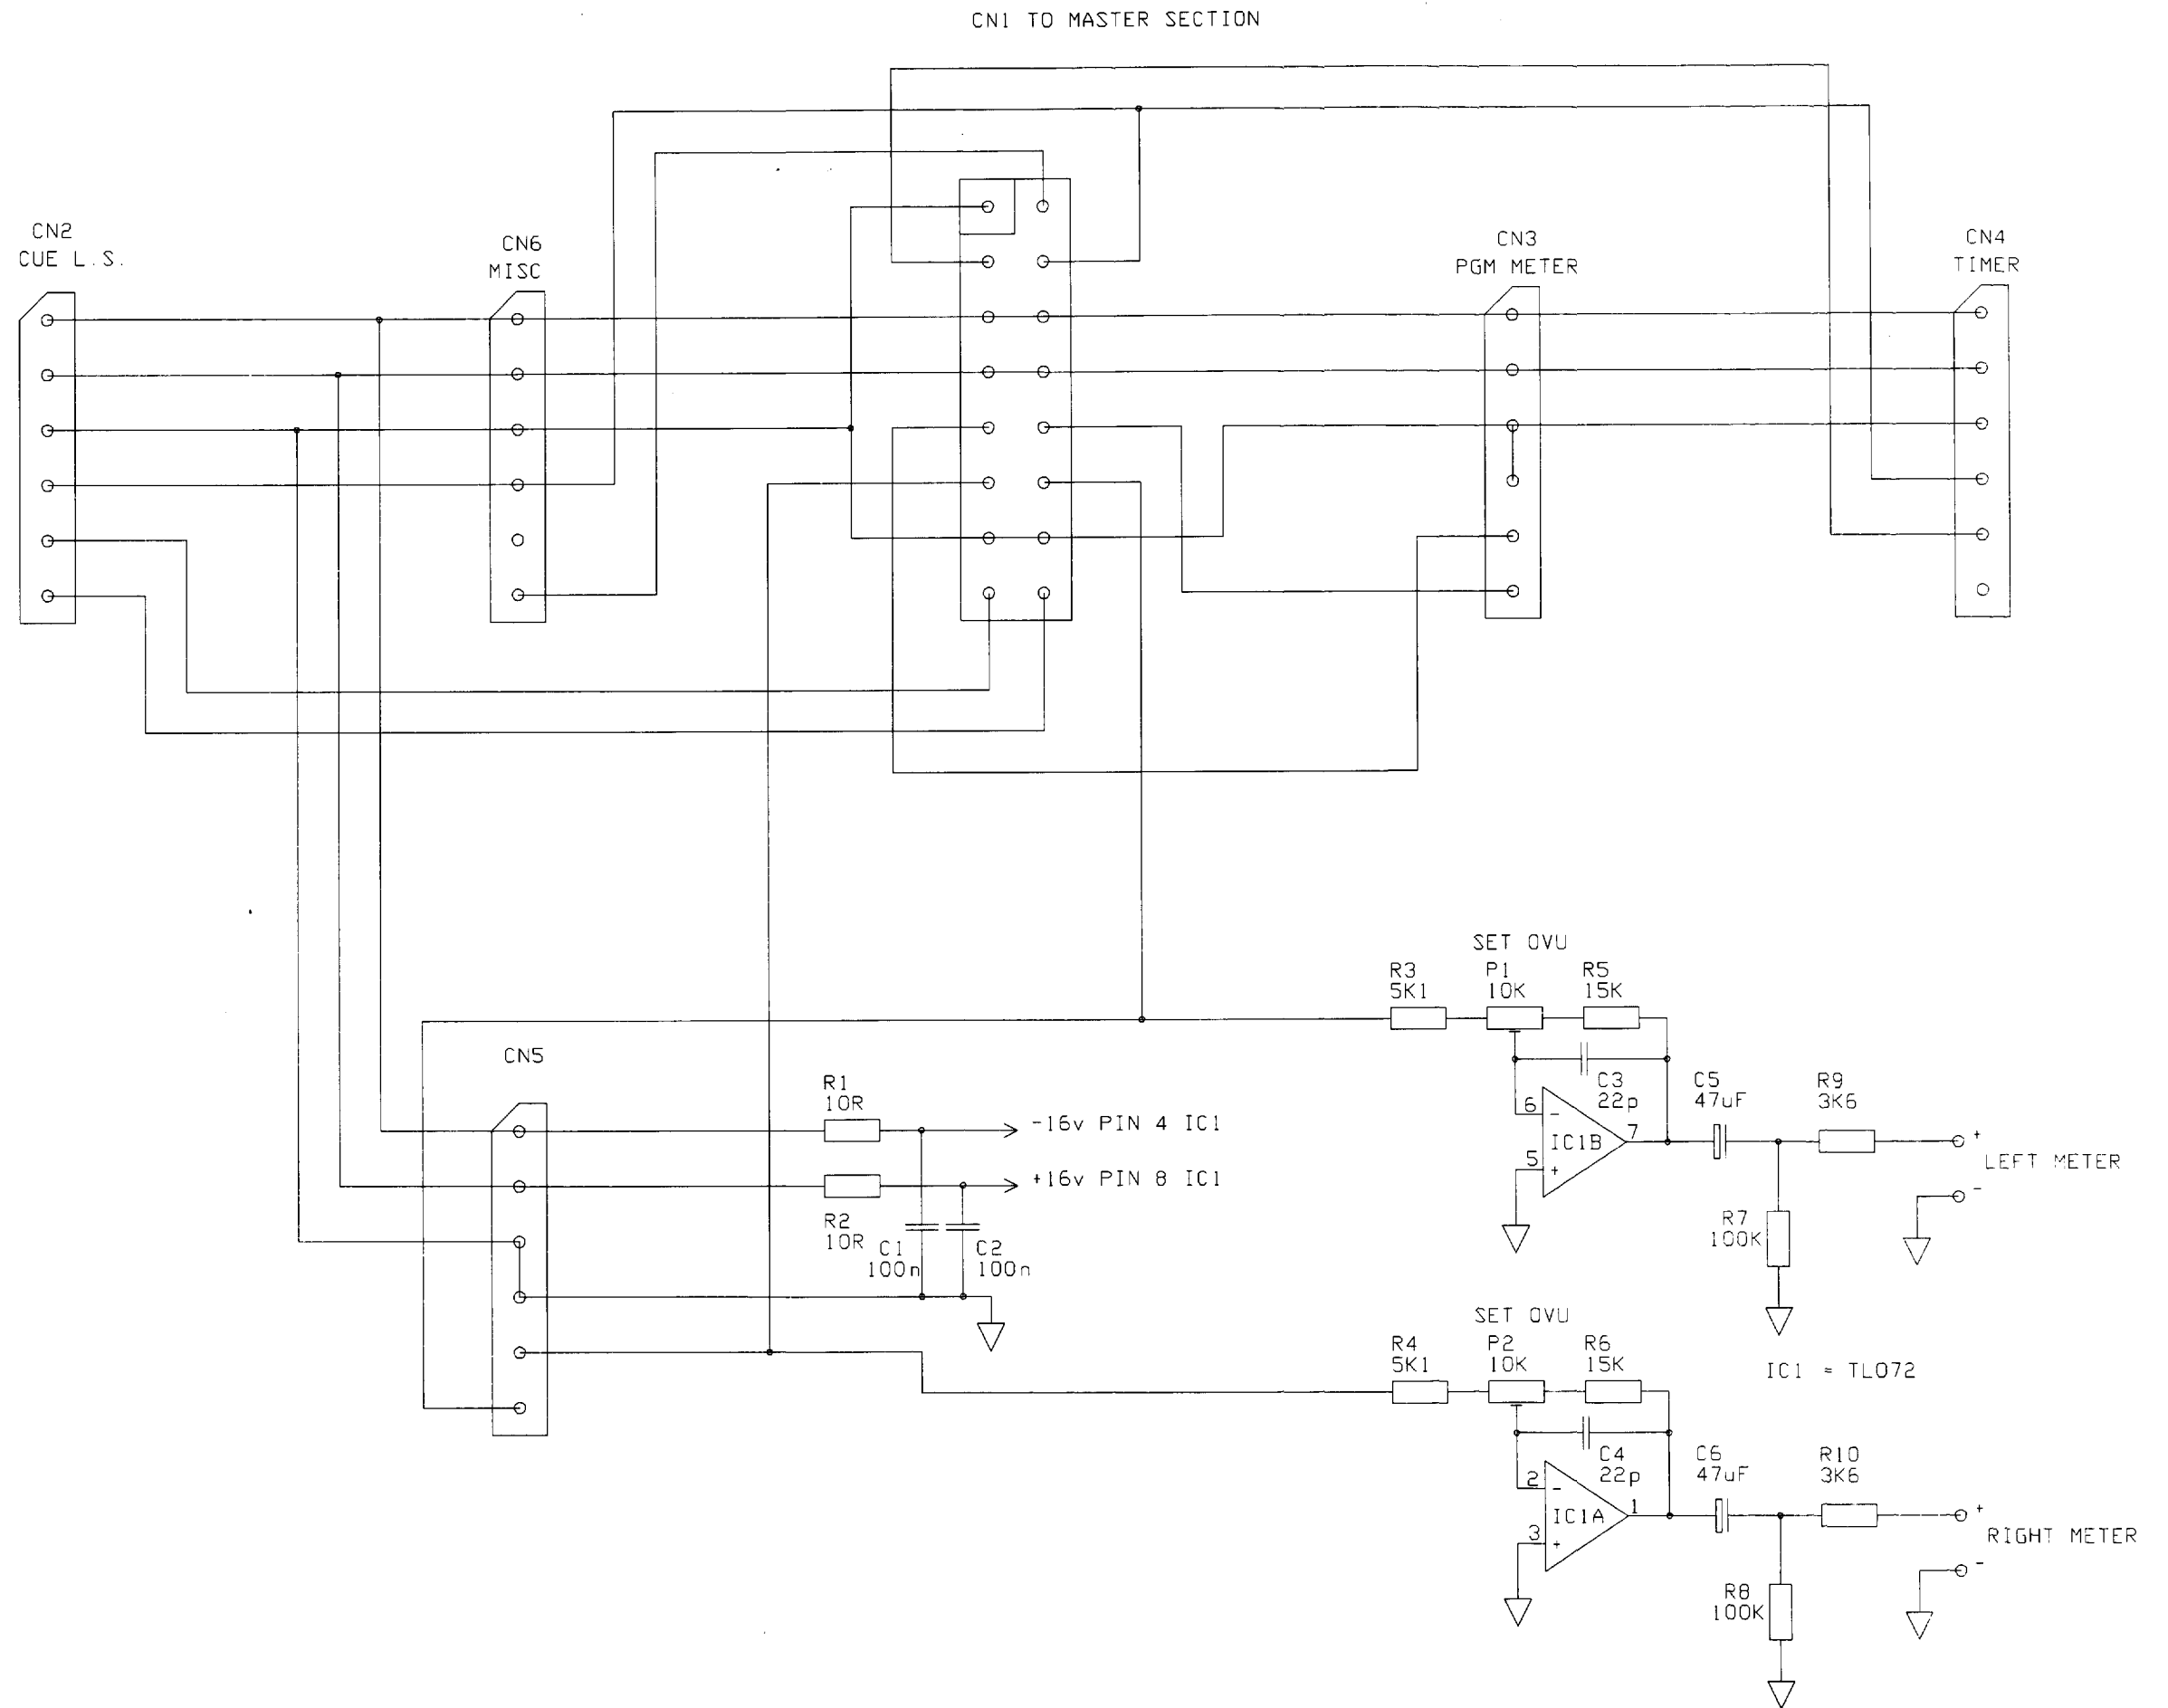 CN1 TO MASTER SECTION
CN2
CUE L.S.
CN6
MISC
CN3
PGM METER
CN4
TIMER
SET 0VU
R3
5K1
P1
10K
R5
15K
CN5
R1
10R
-16v PIN 4 IC1
+16v PIN 8 IC1
R2
10R
C1
100n
C2
100n
C3
22p
6
-
IC1B
7
5
+
C5
47uF
R9
3K6
+
LEFT METER
-
R7
100K
SET 0VU
R4
5K1
P2
10K
R6
15K
IC1 = TL072
C4
22p
2
-
IC1A
1
3
+
C6
47uF
R10
3K6
+
RIGHT METER
-
R8
100K